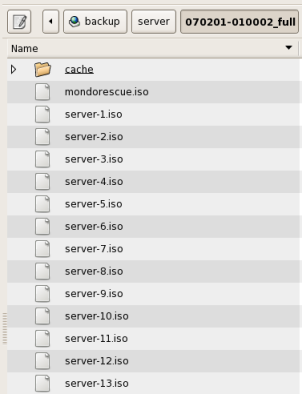 backup server 070201-010002_full
Name
cache
mondorescue.iso
server-1.iso
server-2.iso
server-3.iso
server-4.iso
server-5.iso
server-6.iso
server-7.iso
server-8.iso
server-9.iso
server-10.iso
server-11.iso
server-12.iso
server-13.iso